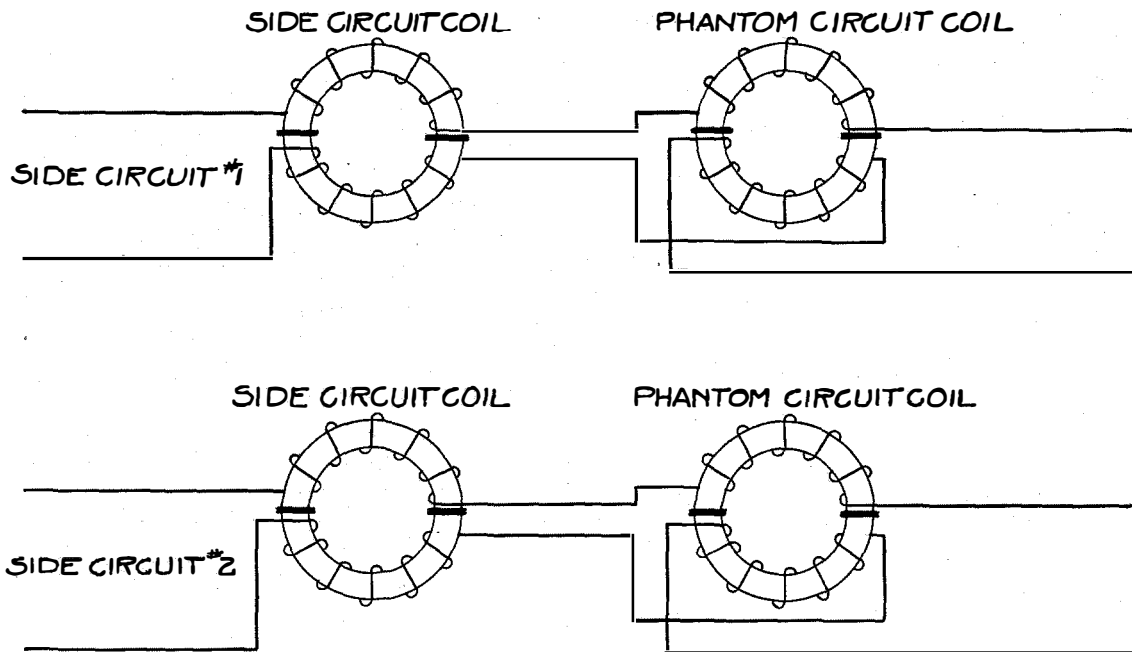 SIDE CIRCUIT COIL
PHANTOM CIRCUIT COIL
SIDE CIRCUIT #1
SIDE CIRCUIT COIL
PHANTOM CIRCUIT COIL
SIDE CIRCUIT #2